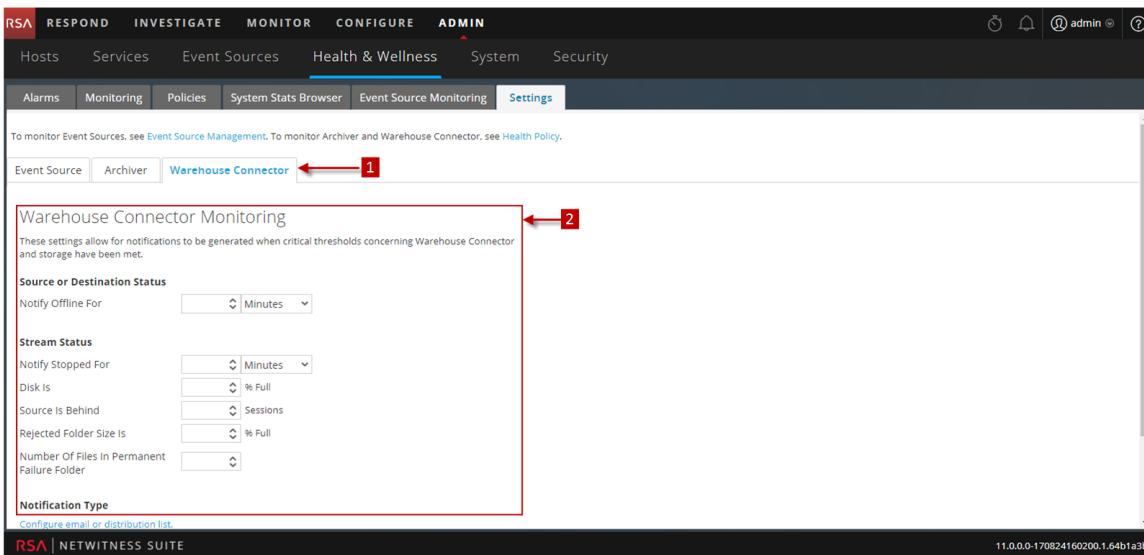 RSA RESPOND INVESTIGATE MONITOR CONFIGURE ADMIN admin
Hosts Services Event Sources Health & Wellness System Security
Alarms Monitoring Policies System Stats Browser Event Source Monitoring Settings
To monitor Event Sources, see Event Source Management. To monitor Archiver and Warehouse Connector, see Health Policy.
Event Source Archiver Warehouse Connector 1
Warehouse Connector Monitoring 2
These settings allow for notifications to be generated when critical thresholds concerning Warehouse Connector
and storage have been met.
Source or Destination Status
Notify Offline For Minutes
Stream Status
Notify Stopped For Minutes
Disk Is % Full
Source Is Behind Sessions
Rejected Folder Size Is % Full
Number Of Files In Permanent
Failure Folder
Notification Type
Configure email or distribution list.
RSA NETWITNESS SUITE 11.0.0.0-170824160200.1.64b1a3